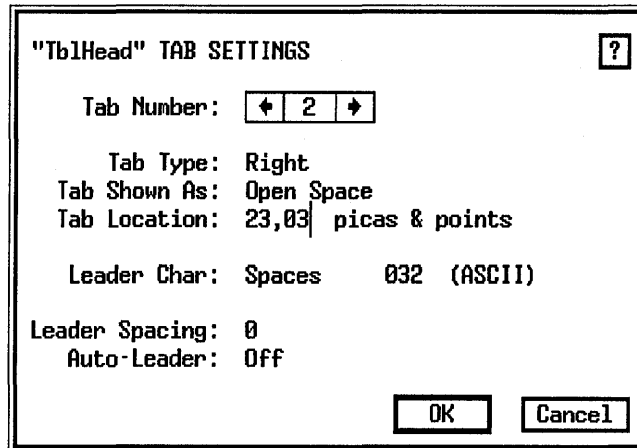 "TblHead" TAB SETTINGS ?
Tab Number: ← 2 →
Tab Type: Right
Tab Shown As: Open Space
Tab Location: 23,03 picas & points
Leader Char: Spaces 032 (ASCII)
Leader Spacing: 0
Auto-Leader: Off
OK Cancel